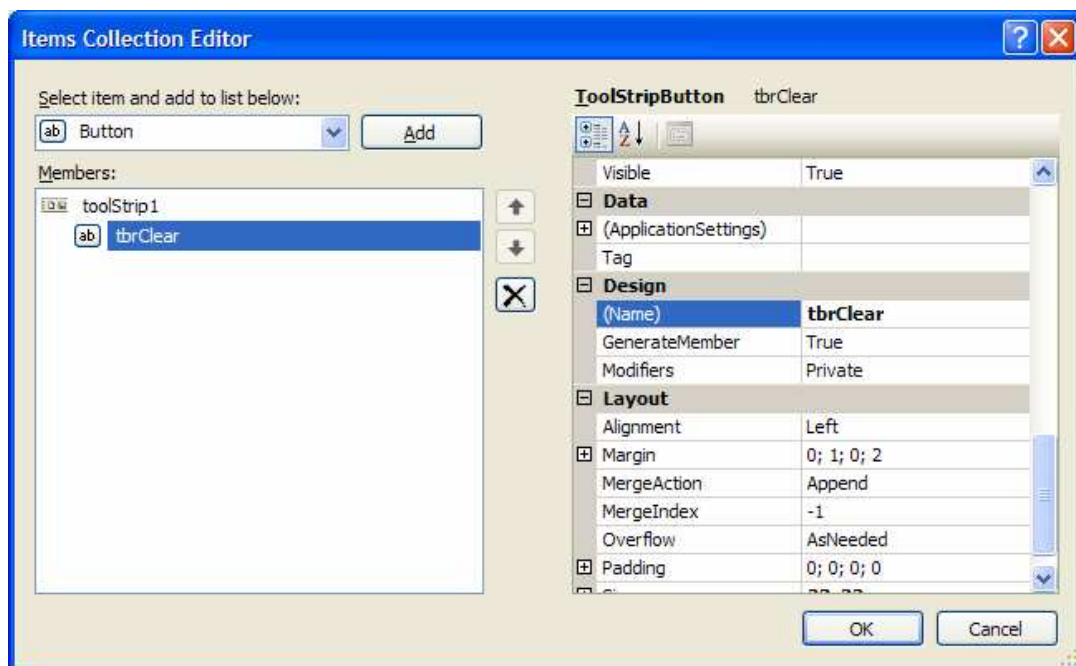 Items Collection Editor
Select item and add to list below:
ab Button
Add
Members:
toolStrip1
ab tbrClear
ToolStripButton tbrClear
A
Z
Visible True
Data
(ApplicationSettings)
Tag
Design
(Name) tbrClear
GenerateMember True
Modifiers Private
Layout
Alignment Left
Margin 0; 1; 0; 2
MergeAction Append
MergeIndex -1
Overflow AsNeeded
Padding 0; 0; 0; 0
OK
Cancel